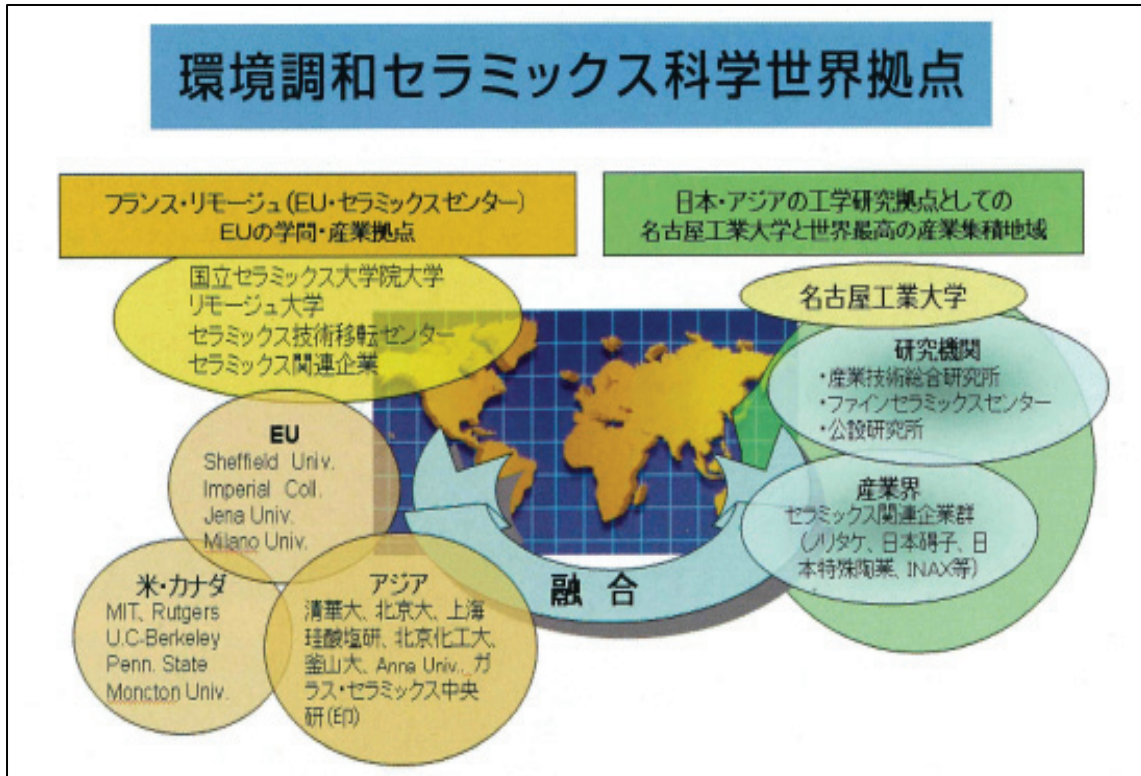 環境調和セラミックス科学世界拠点
フランス・リモージュ(EU・セラミックスセンター)
EUの学問・産業拠点
日本・アジアの工学研究拠点としての
名古屋工業大学と世界最高の産業集積地域
国立セラミックス大学院大学
リモージュ大学
セラミックス技術移転センター
セラミックス関連企業
名古屋工業大学
研究機関
・産業技術総合研究所
・ファインセラミックスセンター
・公設研究所
EU
Sheffield Univ.
Imperial Coll.
Jena Univ.
Milano Univ.
産業界
セラミックス関連企業群
(ノリタケ、日本碍子、日
本特殊陶業、INAX等)
米・カナダ
MIT、Rutgers
U.C-Berkeley
Penn. State
Moncton Univ.
アジア
清華大、北京大、上海
珪酸塩研、北京化工大、
釜山大、Anna Univ.、ガ
ラス・セラミックス中央
研(印)
融 合